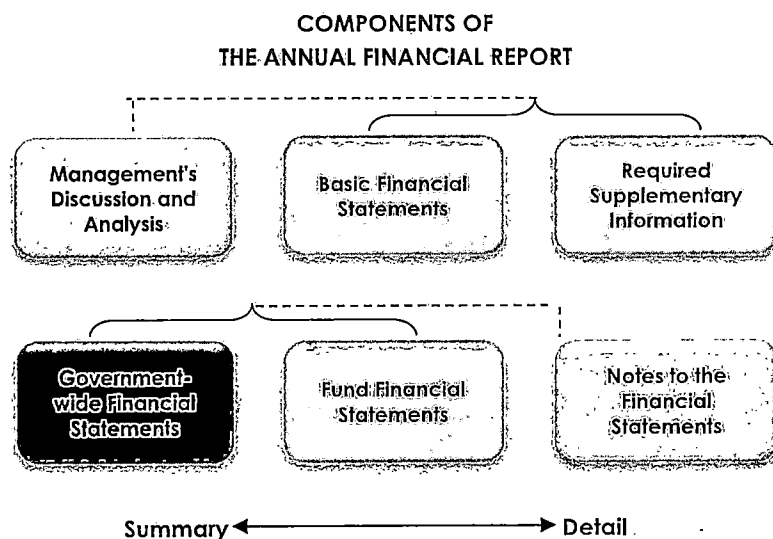 COMPONENTS OF
THE ANNUAL FINANCIAL REPORT
Management's
Discussion and
Analysis
Basic Financial
Statements
Required
Supplementary
Information
Government-
wide Financial
Statements
Fund Financial
Statements
Notes to the
Financial
Statements
Summary
Detail